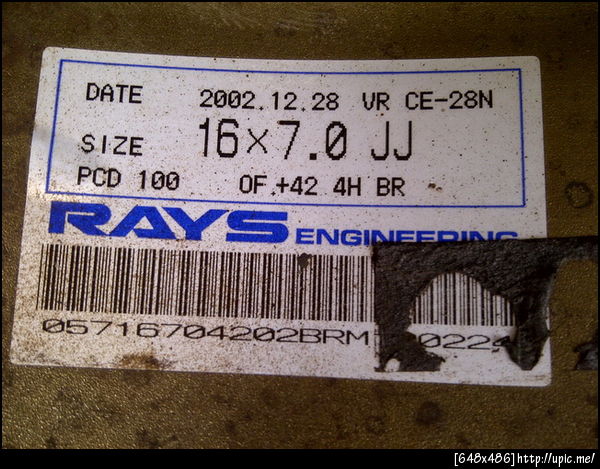 DATE 2002.12.28 VR CE-28N
SIZE 16×7.0 JJ
PCD 100 OF.+42 4H BR
RAYS ENGINEERING
05716704202BRM
[648x486]http://upic.me/